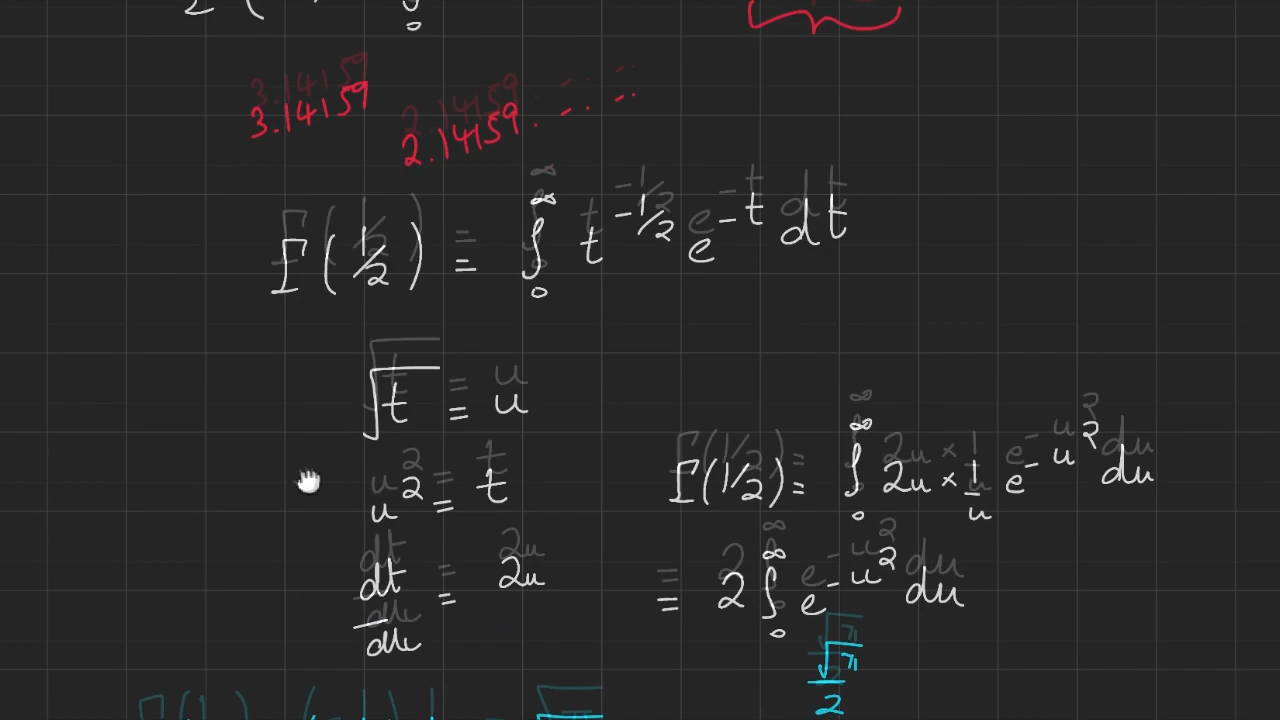 3.14159 2.14159. -.. -..
Γ(1/2) = ∫₀^∞ t^(-1/2) e^(-t) dt
√t = u
u² = t
Γ(1/2) = ∫₀^∞ 2u × 1/u e^(-u²) du
dt/du = 2u
= 2 ∫₀^∞ e^(-u²) du
√π/2